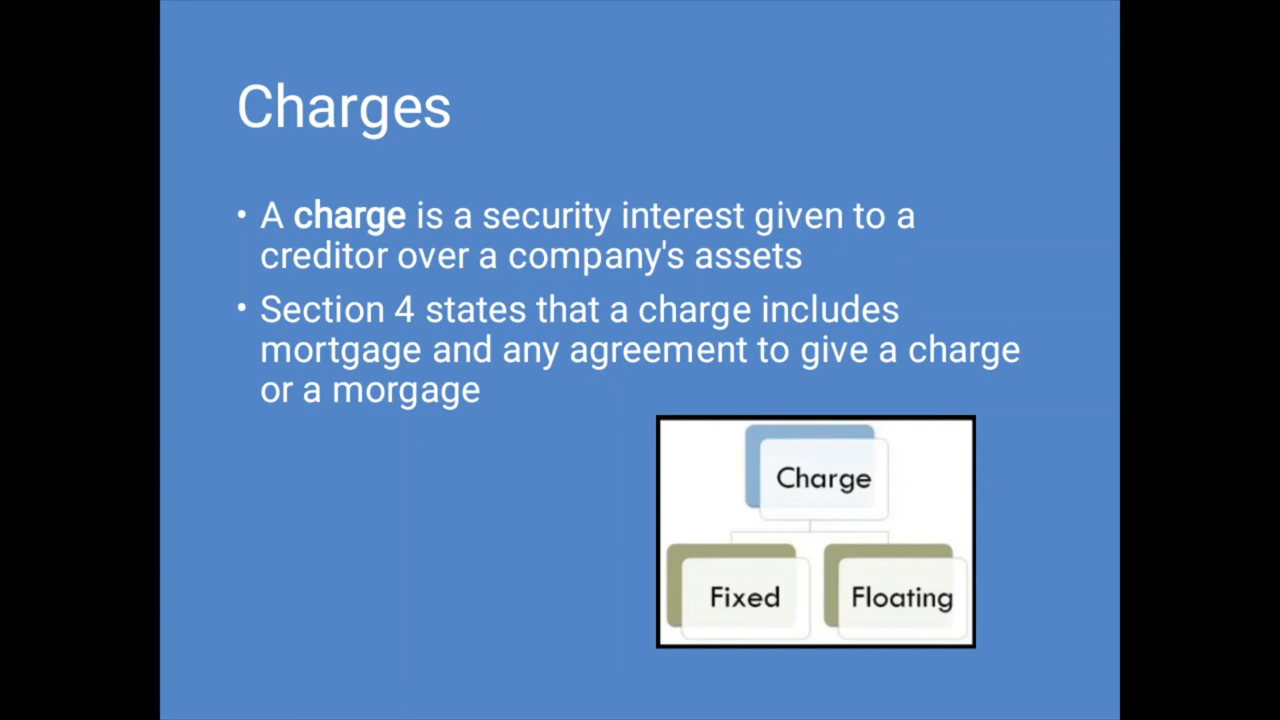 Charges
• A charge is a security interest given to a
creditor over a company's assets
• Section 4 states that a charge includes
mortgage and any agreement to give a charge
or a morgage
Charge
Fixed
Floating